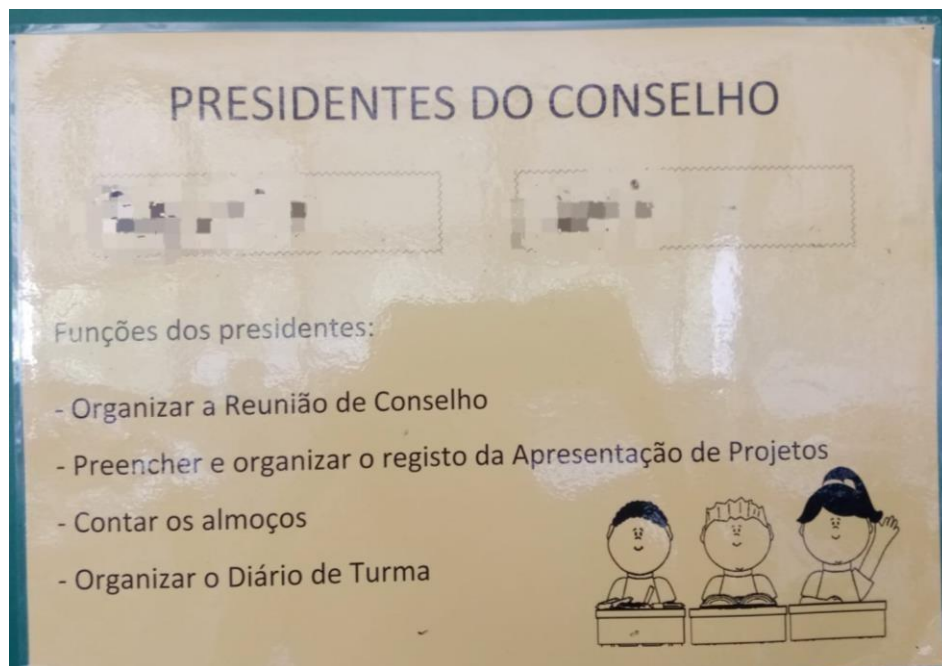 PRESIDENTES DO CONSELHO
Funções dos presidentes:
- Organizar a Reunião de Conselho
- Preencher e organizar o registo da Apresentação de Projetos
- Contar os almoços
- Organizar o Diário de Turma